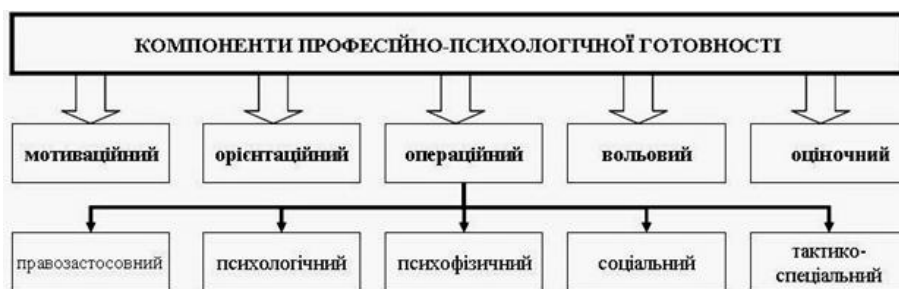 КОМПОНЕНТИ ПРОФЕСІЙНО-ПСИХОЛОГІЧНОЇ ГОТОВНОСТІ
мотиваційний
орієнтаційний
операційний
вольовий
оціночний
правозастосовний
психологічний
психофізичний
соціальний
тактико-
спеціальний